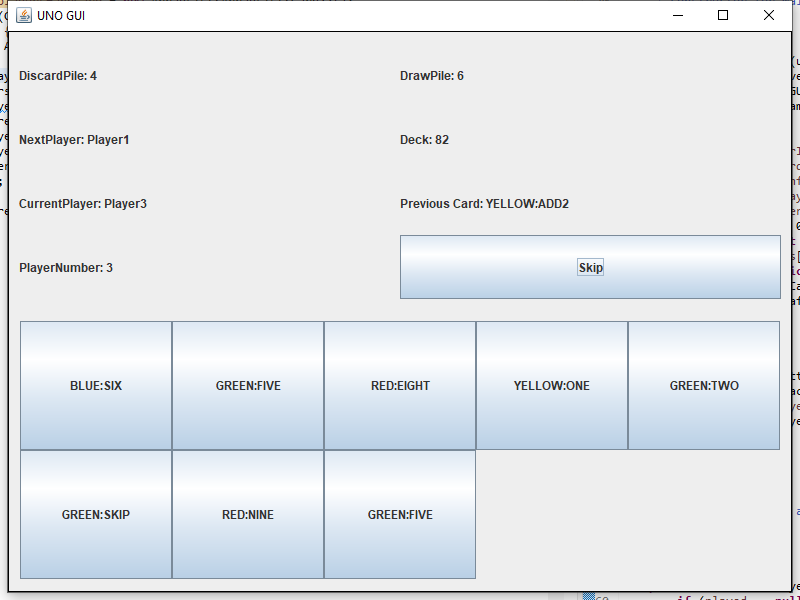 UNO GUI
DiscardPile: 4
DrawPile: 6
NextPlayer: Player1
Deck: 82
CurrentPlayer: Player3
Previous Card: YELLOW:ADD2
PlayerNumber: 3
Skip
BLUE:SIX
GREEN:FIVE
RED:EIGHT
YELLOW:ONE
GREEN:TWO
GREEN:SKIP
RED:NINE
GREEN:FIVE